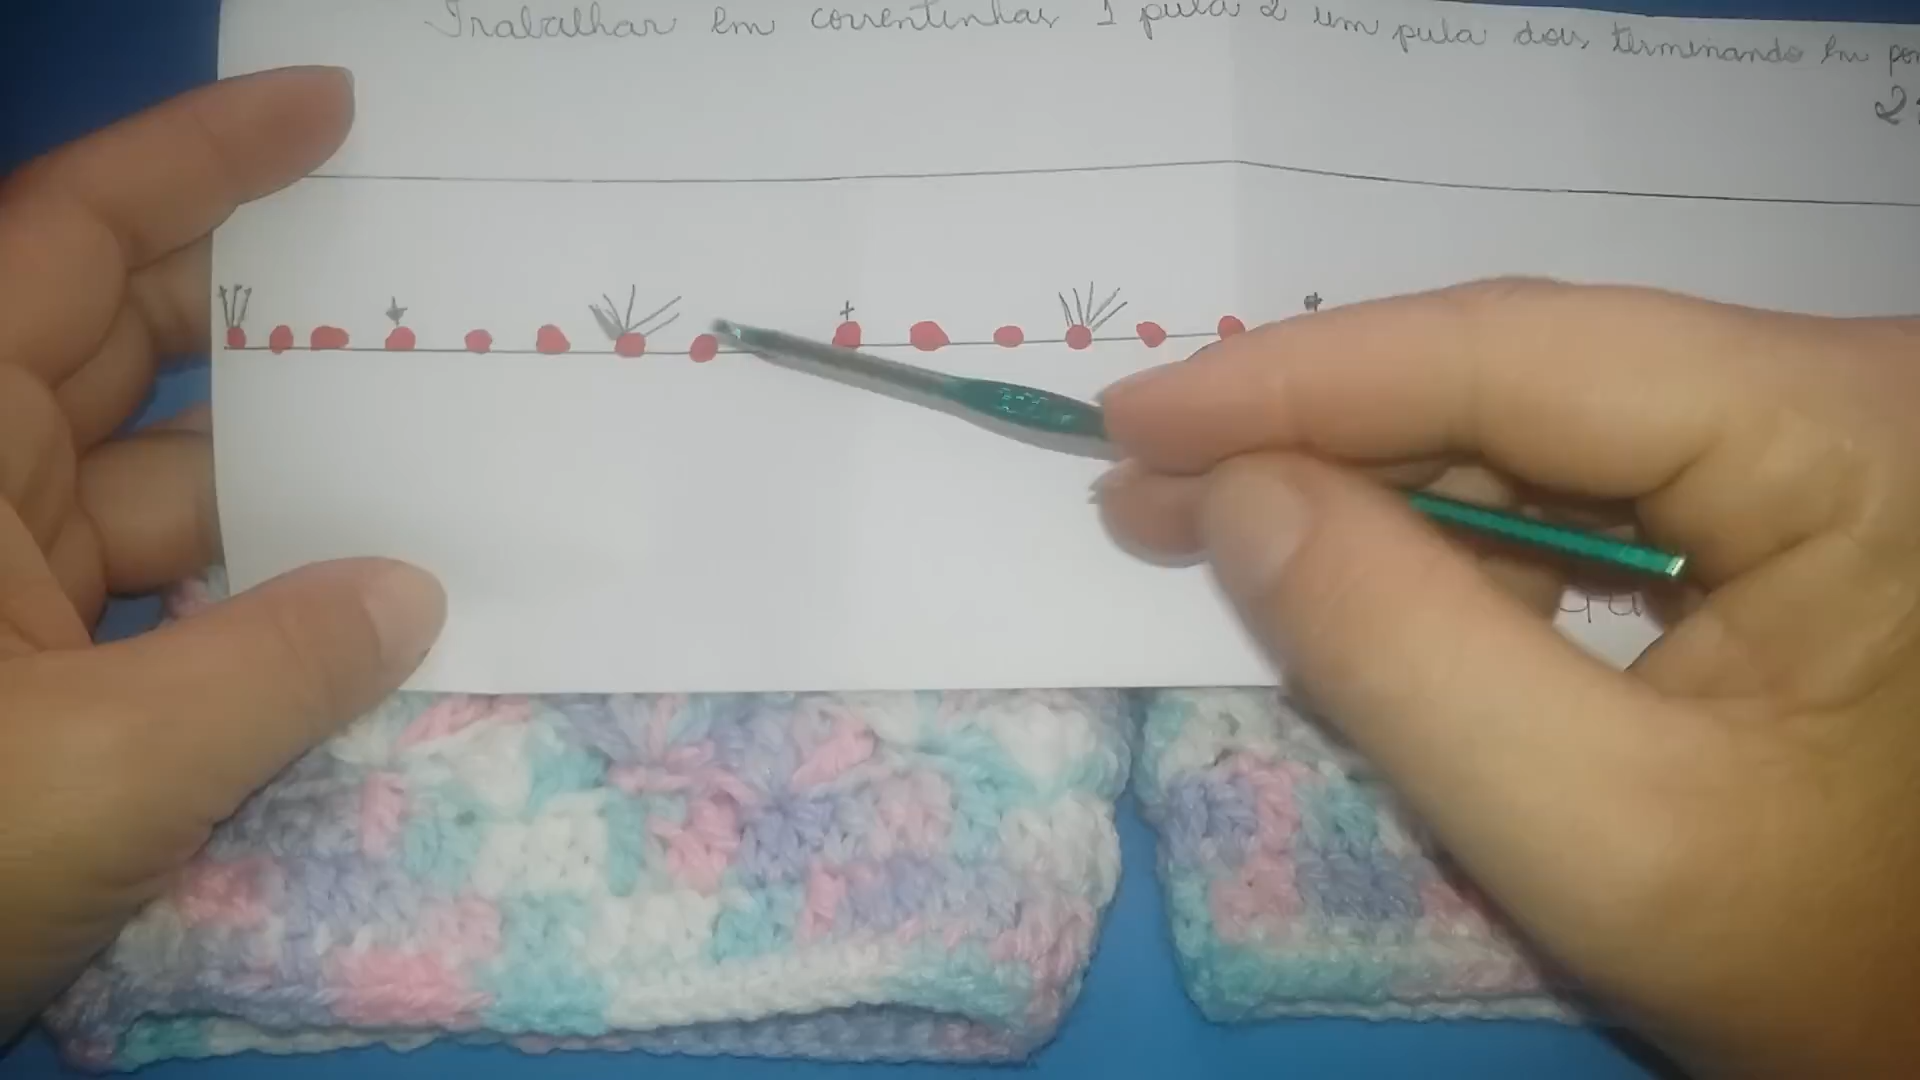 Trabalhar em correntinhas 1 pula 2 um pula dois terminando em